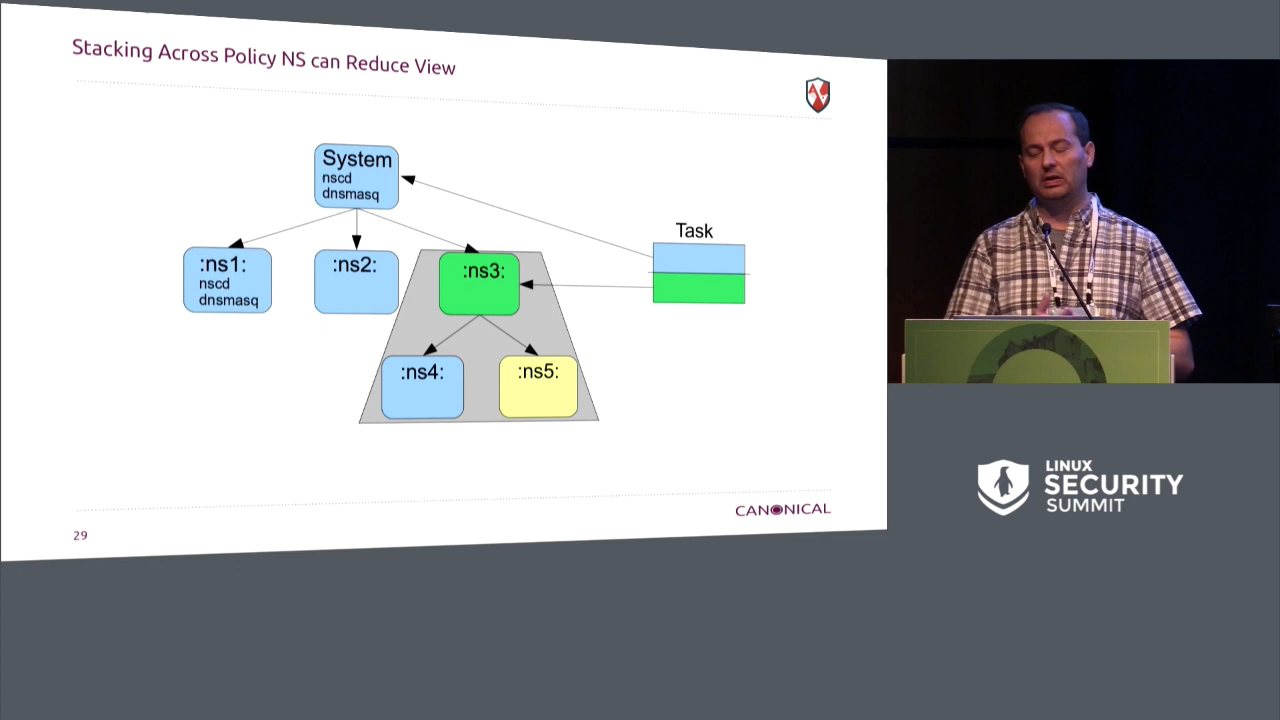 Stacking Across Policy NS can Reduce View
System
nscd
dnsmasq
Task
:ns1:
nscd
dnsmasq
:ns2:
:ns3:
:ns4:
:ns5:
CANONICAL
29
LINUX
SECURITY
SUMMIT